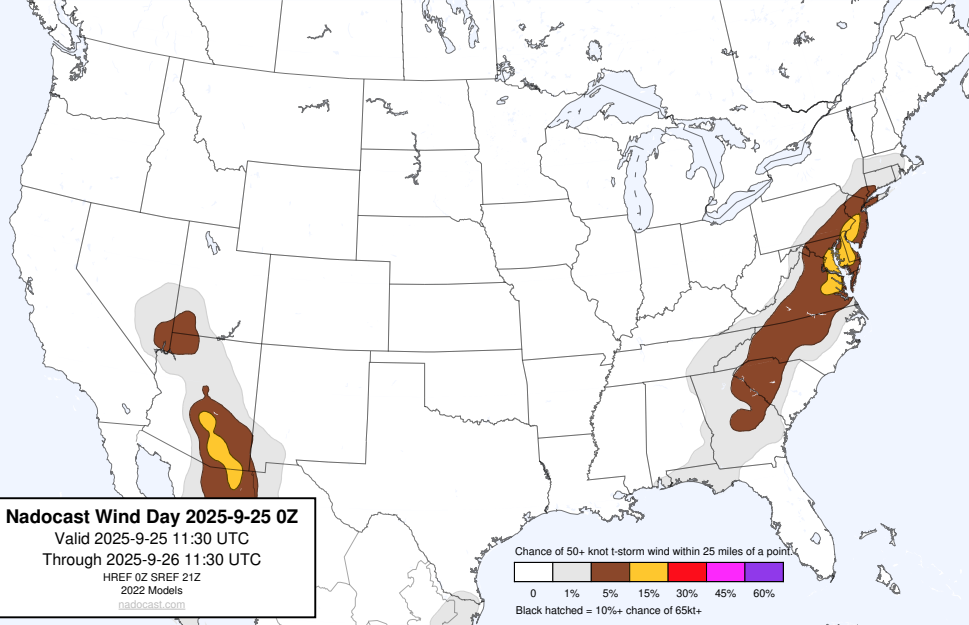 Nadocast Wind Day 2025-9-25 0Z
Valid 2025-9-25 11:30 UTC
Through 2025-9-26 11:30 UTC
HREF 0Z SREF 21Z
2022 Models
nadocast.com
Chance of 50+ knot t-storm wind within 25 miles of a point.
0 1% 5% 15% 30% 45% 60%
Black hatched = 10%+ chance of 65kt+